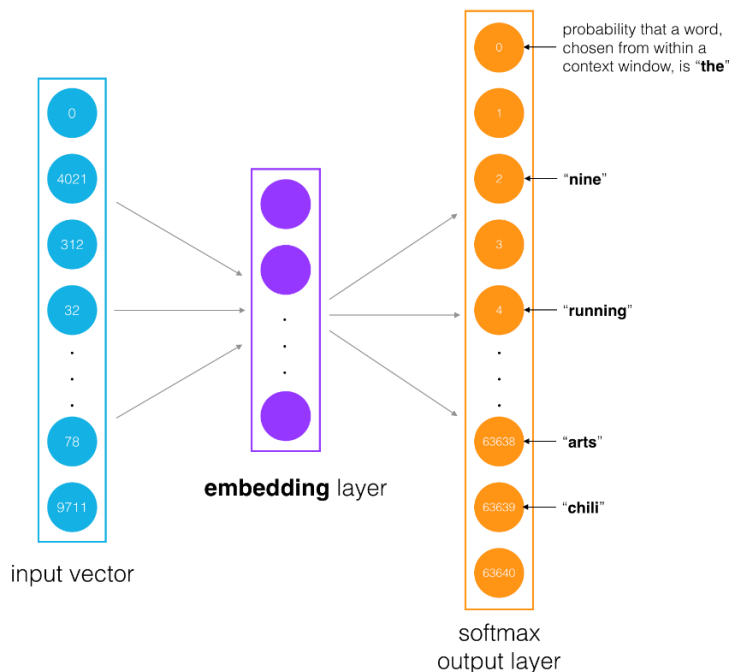 probability that a word,
chosen from within a
context window, is “the”
0
4021
312
32
78
9711
input vector
embedding layer
0
1
2
“nine”
3
4
“running”
63638
“arts”
63639
“chili”
63640
softmax
output layer